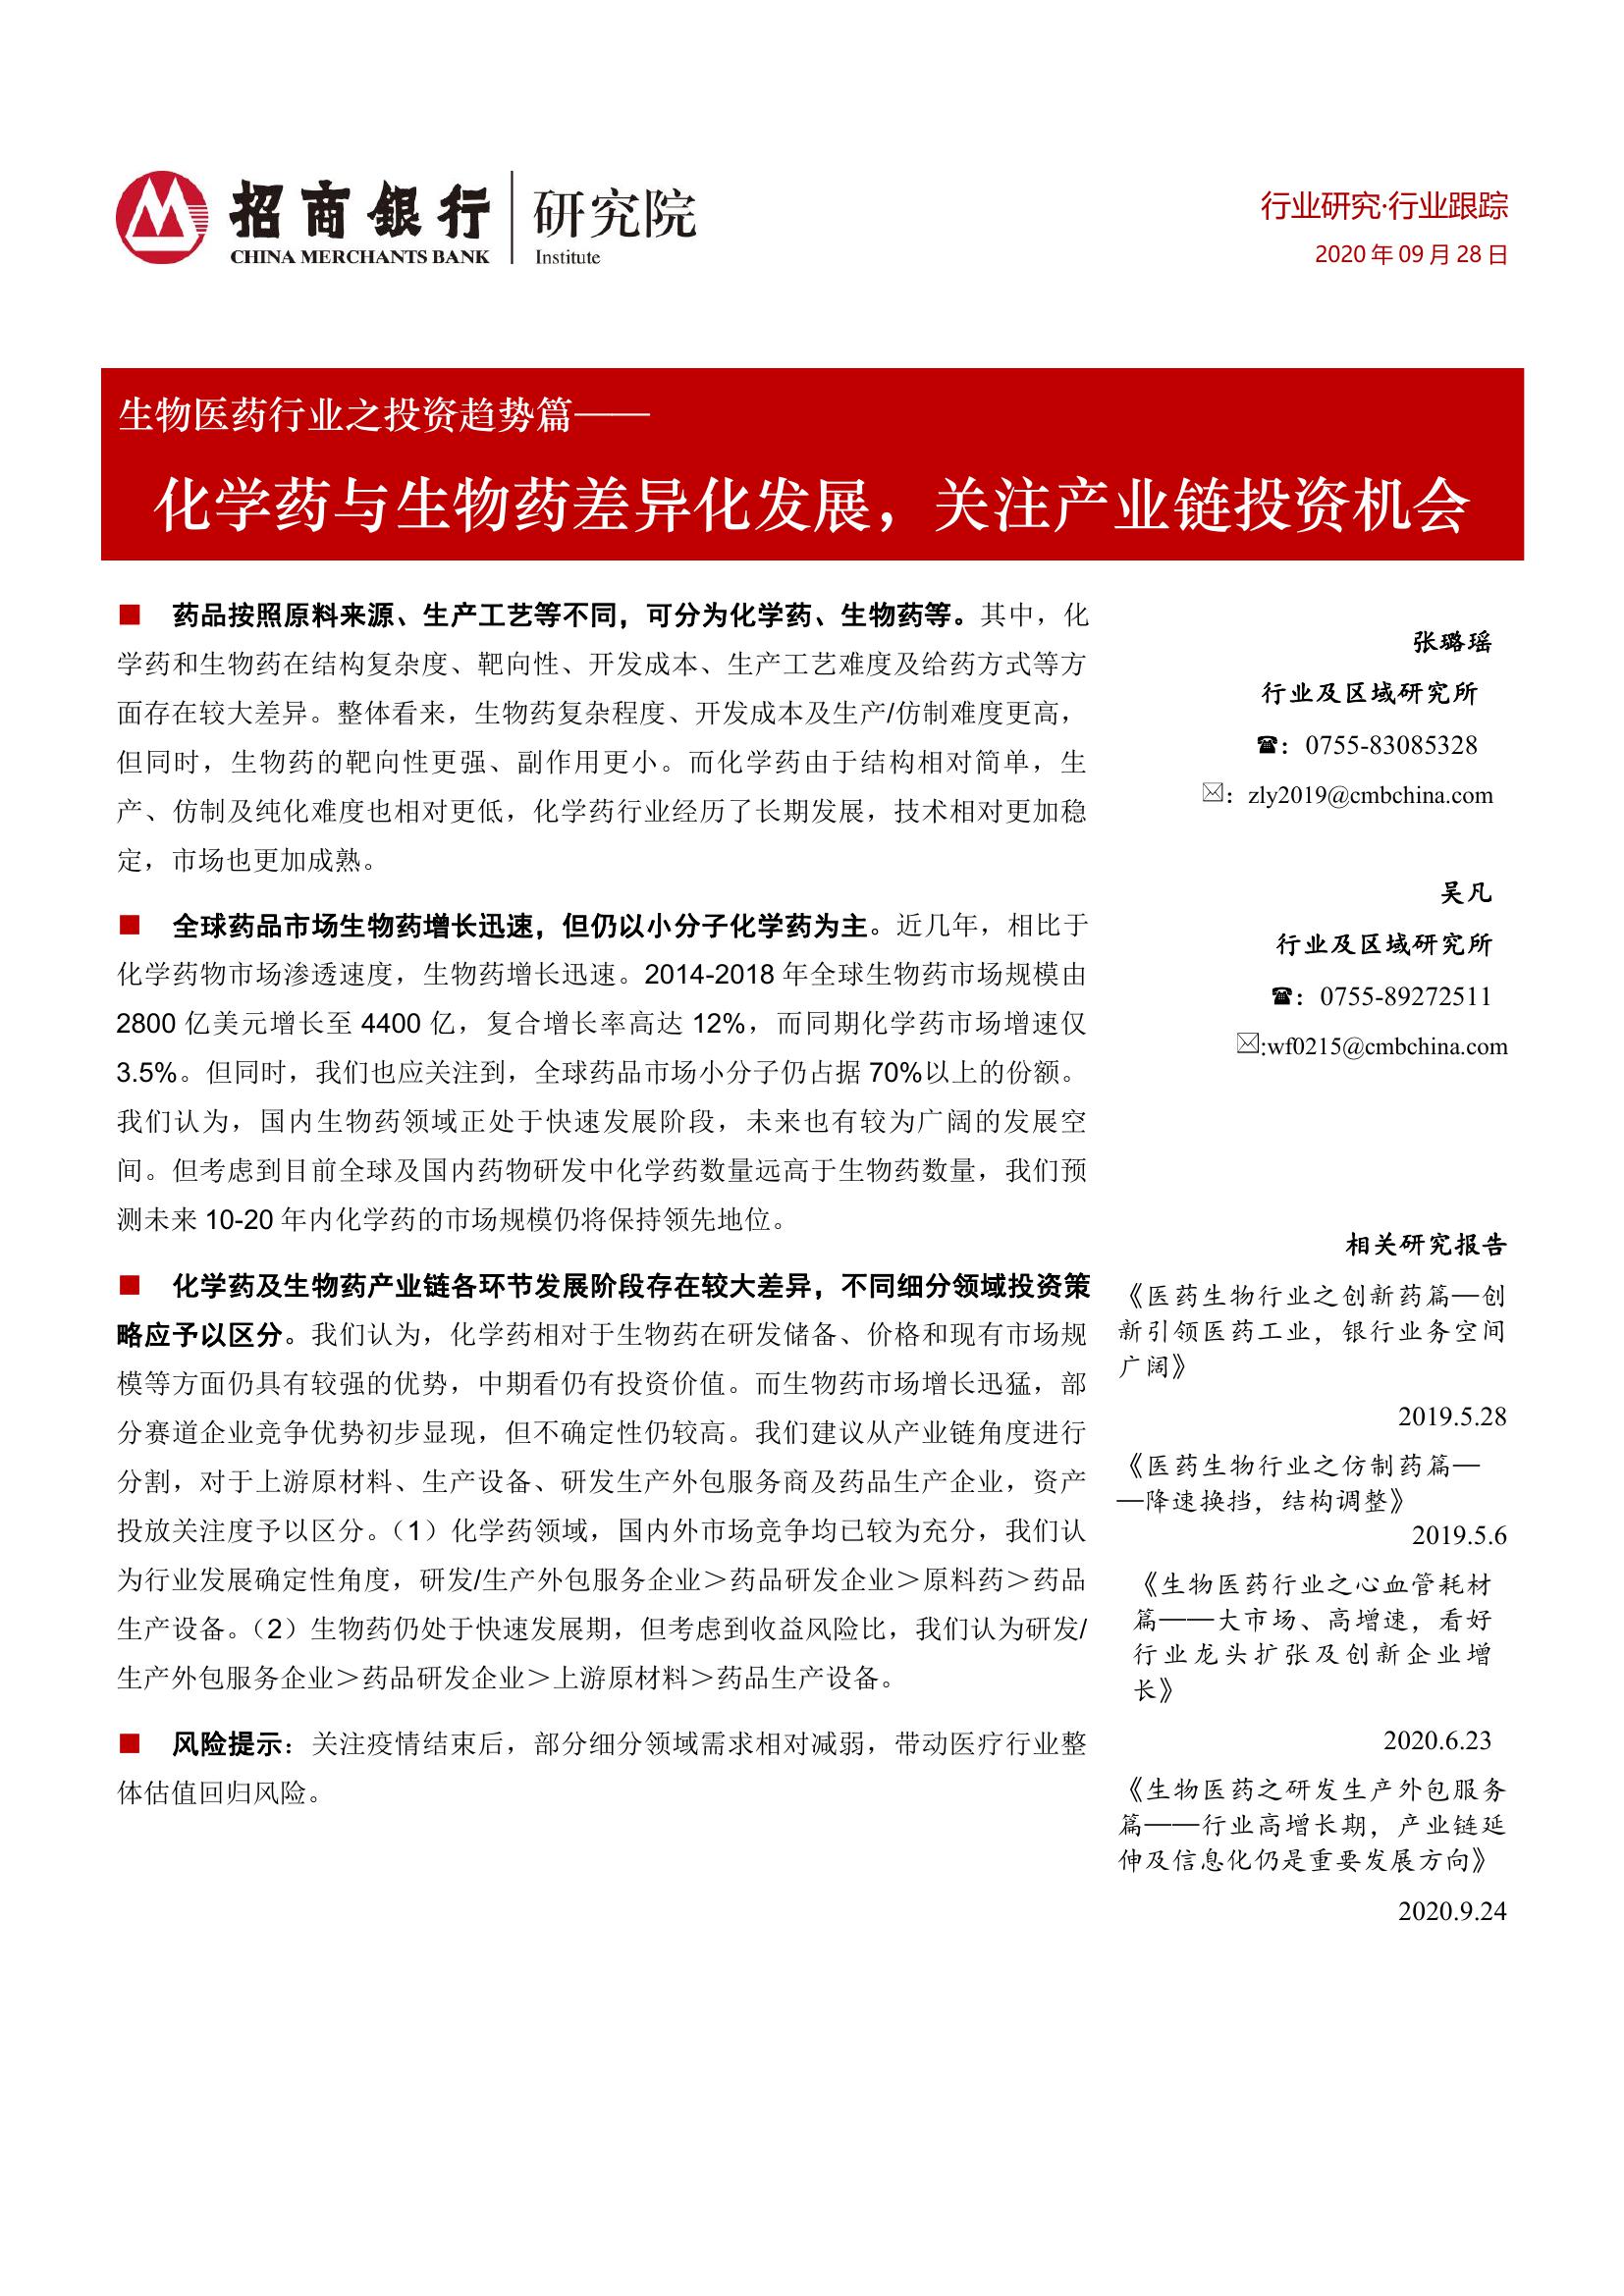 招商银行
CHINA MERCHANTS BANK
研究院
Institute
行业研究·行业跟踪
2020年09月28日
生物医药行业之投资趋势篇——
化学药与生物药差异化发展，关注产业链投资机会
■ 药品按照原料来源、生产工艺等不同，可分为化学药、生物药等。其中，化
学药和生物药在结构复杂度、靶向性、开发成本、生产工艺难度及给药方式等方
面存在较大差异。整体看来，生物药复杂程度、开发成本及生产/仿制难度更高，
但同时，生物药的靶向性更强、副作用更小。而化学药由于结构相对简单，生
产、仿制及纯化难度也相对更低，化学药行业经历了长期发展，技术相对更加稳
定，市场也更加成熟。
■ 全球药品市场生物药增长迅速，但仍以小分子化学药为主。近几年，相比于
化学药物市场渗透速度，生物药增长迅速。2014-2018 年全球生物药市场规模由
2800 亿美元增长至 4400 亿，复合增长率高达 12%，而同期化学药市场增速仅
3.5%。但同时，我们也应关注到，全球药品市场小分子仍占据 70%以上的份额。
我们认为，国内生物药领域正处于快速发展阶段，未来也有较为广阔的发展空
间。但考虑到目前全球及国内药物研发中化学药数量远高于生物药数量，我们预
测未来 10-20 年内化学药的市场规模仍将保持领先地位。
■ 化学药及生物药产业链各环节发展阶段存在较大差异，不同细分领域投资策
略应予以区分。我们认为，化学药相对于生物药在研发储备、价格和现有市场规
模等方面仍具有较强的优势，中期看仍有投资价值。而生物药市场增长迅猛，部
分赛道企业竞争优势初步显现，但不确定性仍较高。我们建议从产业链角度进行
分割，对于上游原材料、生产设备、研发生产外包服务商及药品生产企业，资产
投放关注度予以区分。（1）化学药领域，国内外市场竞争均已较为充分，我们认
为行业发展确定性角度，研发/生产外包服务企业＞药品研发企业＞原料药＞药品
生产设备。（2）生物药仍处于快速发展期，但考虑到收益风险比，我们认为研发/
生产外包服务企业＞药品研发企业＞上游原材料＞药品生产设备。
■ 风险提示：关注疫情结束后，部分细分领域需求相对减弱，带动医疗行业整
体估值回归风险。
张璐瑶
行业及区域研究所
☎：0755-83085328
✉：zly2019@cmbchina.com
吴凡
行业及区域研究所
☎：0755-89272511
✉:wf0215@cmbchina.com
相关研究报告
《医药生物行业之创新药篇—创
新引领医药工业，银行业务空间
广阔》
2019.5.28
《医药生物行业之仿制药篇—
—降速换挡，结构调整》
2019.5.6
《生物医药行业之心血管耗材
篇——大市场、高增速，看好
行业龙头扩张及创新企业增
长》
2020.6.23
《生物医药之研发生产外包服务
篇——行业高增长期，产业链延
伸及信息化仍是重要发展方向》
2020.9.24